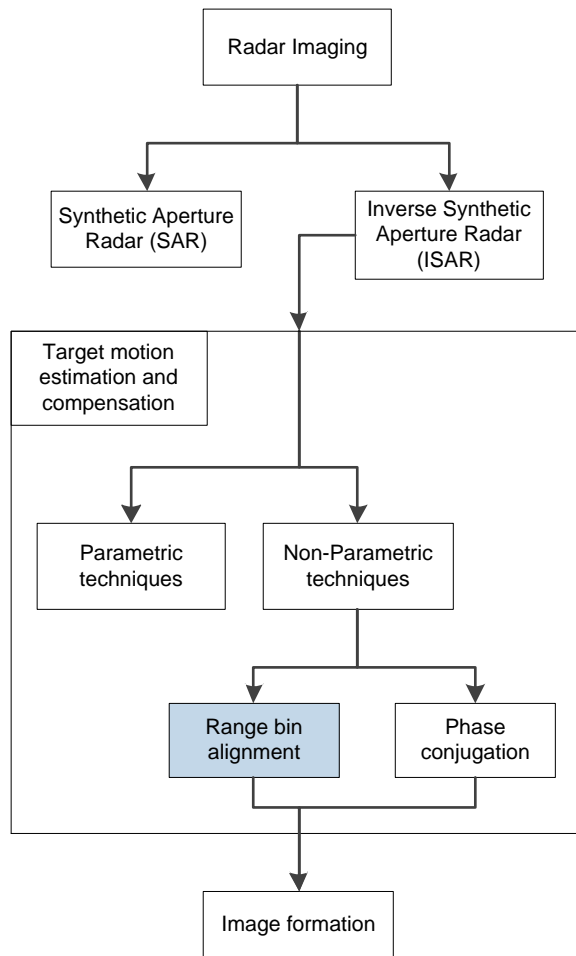 Radar Imaging
Synthetic Aperture
Radar (SAR)
Inverse Synthetic
Aperture Radar
(ISAR)
Target motion
estimation and
compensation
Parametric
techniques
Non-Parametric
techniques
Range bin
alignment
Phase
conjugation
Image formation